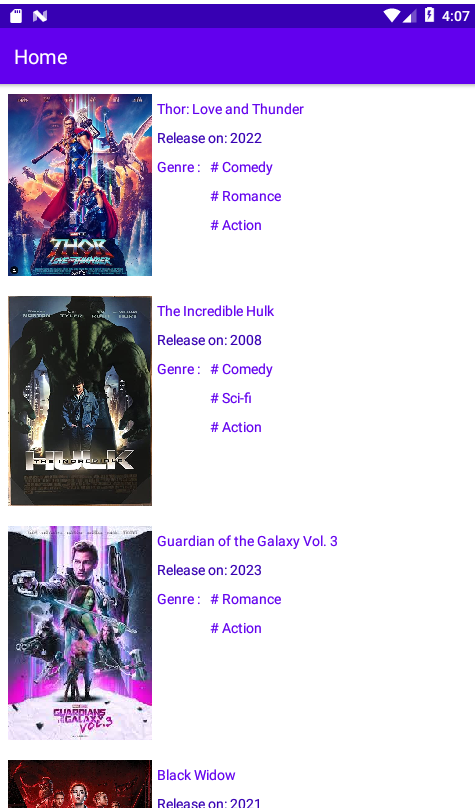 4:07
Home
Thor: Love and Thunder
Release on: 2022
Genre : # Comedy
# Romance
# Action
THOR
LOVE AND THUNDER
The Incredible Hulk
Release on: 2008
Genre : # Comedy
# Sci-fi
# Action
NORTON TYLER HURT
HULK
THE INCREDIBLE
Guardian of the Galaxy Vol. 3
Release on: 2023
Genre : # Romance
# Action
GUARDIANS
OF THE GALAXY
VOL.3
Black Widow
Release on: 2021